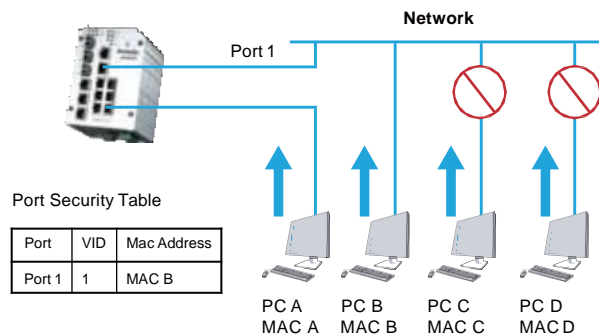 Network
Port 1
Port Security Table
Port VID Mac Address
Port 1 1 MAC B
PC A PC B PC C PC D
MAC A MAC B MAC C MAC D